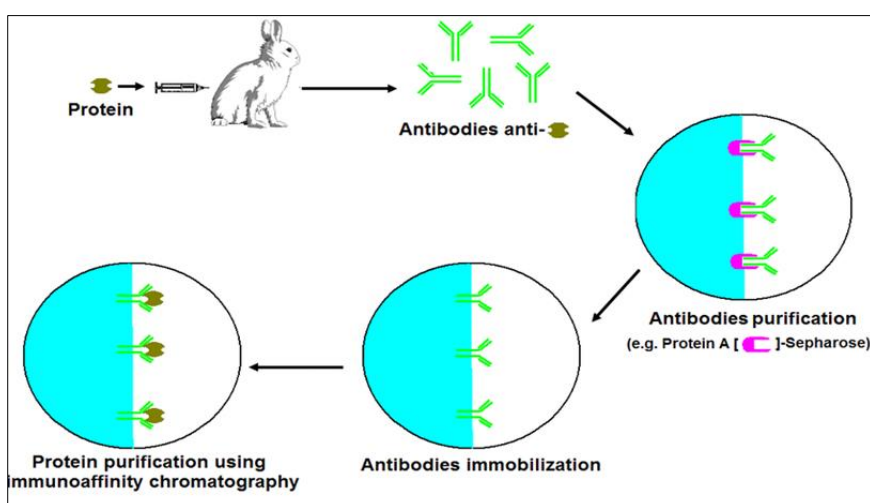 Protein
Antibodies anti-
Antibodies purification
(e.g. Protein A [ ]-Sepharose)
Antibodies immobilization
Protein purification using
immunoaffinity chromatography